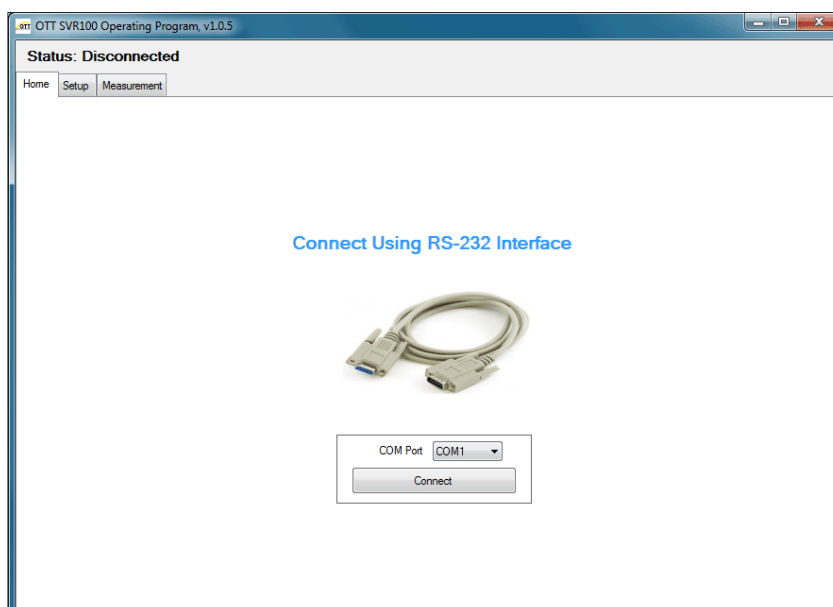 OTT OTT SVR100 Operating Program, v1.0.5
Status: Disconnected
Home Setup Measurement
Connect Using RS-232 Interface
COM Port COM1
Connect